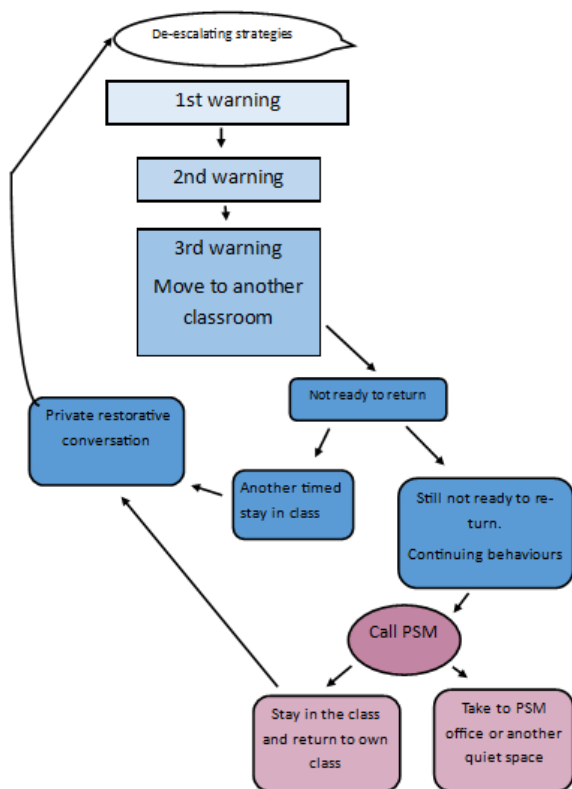 De-escalating strategies
1st warning
2nd warning
3rd warning
Move to another
classroom
Not ready to return
Private restorative
conversation
Another timed
stay in class
Still not ready to re-
turn.
Continuing behaviours
Call PSM
Stay in the class
and return to own
class
Take to PSM
office or another
quiet space